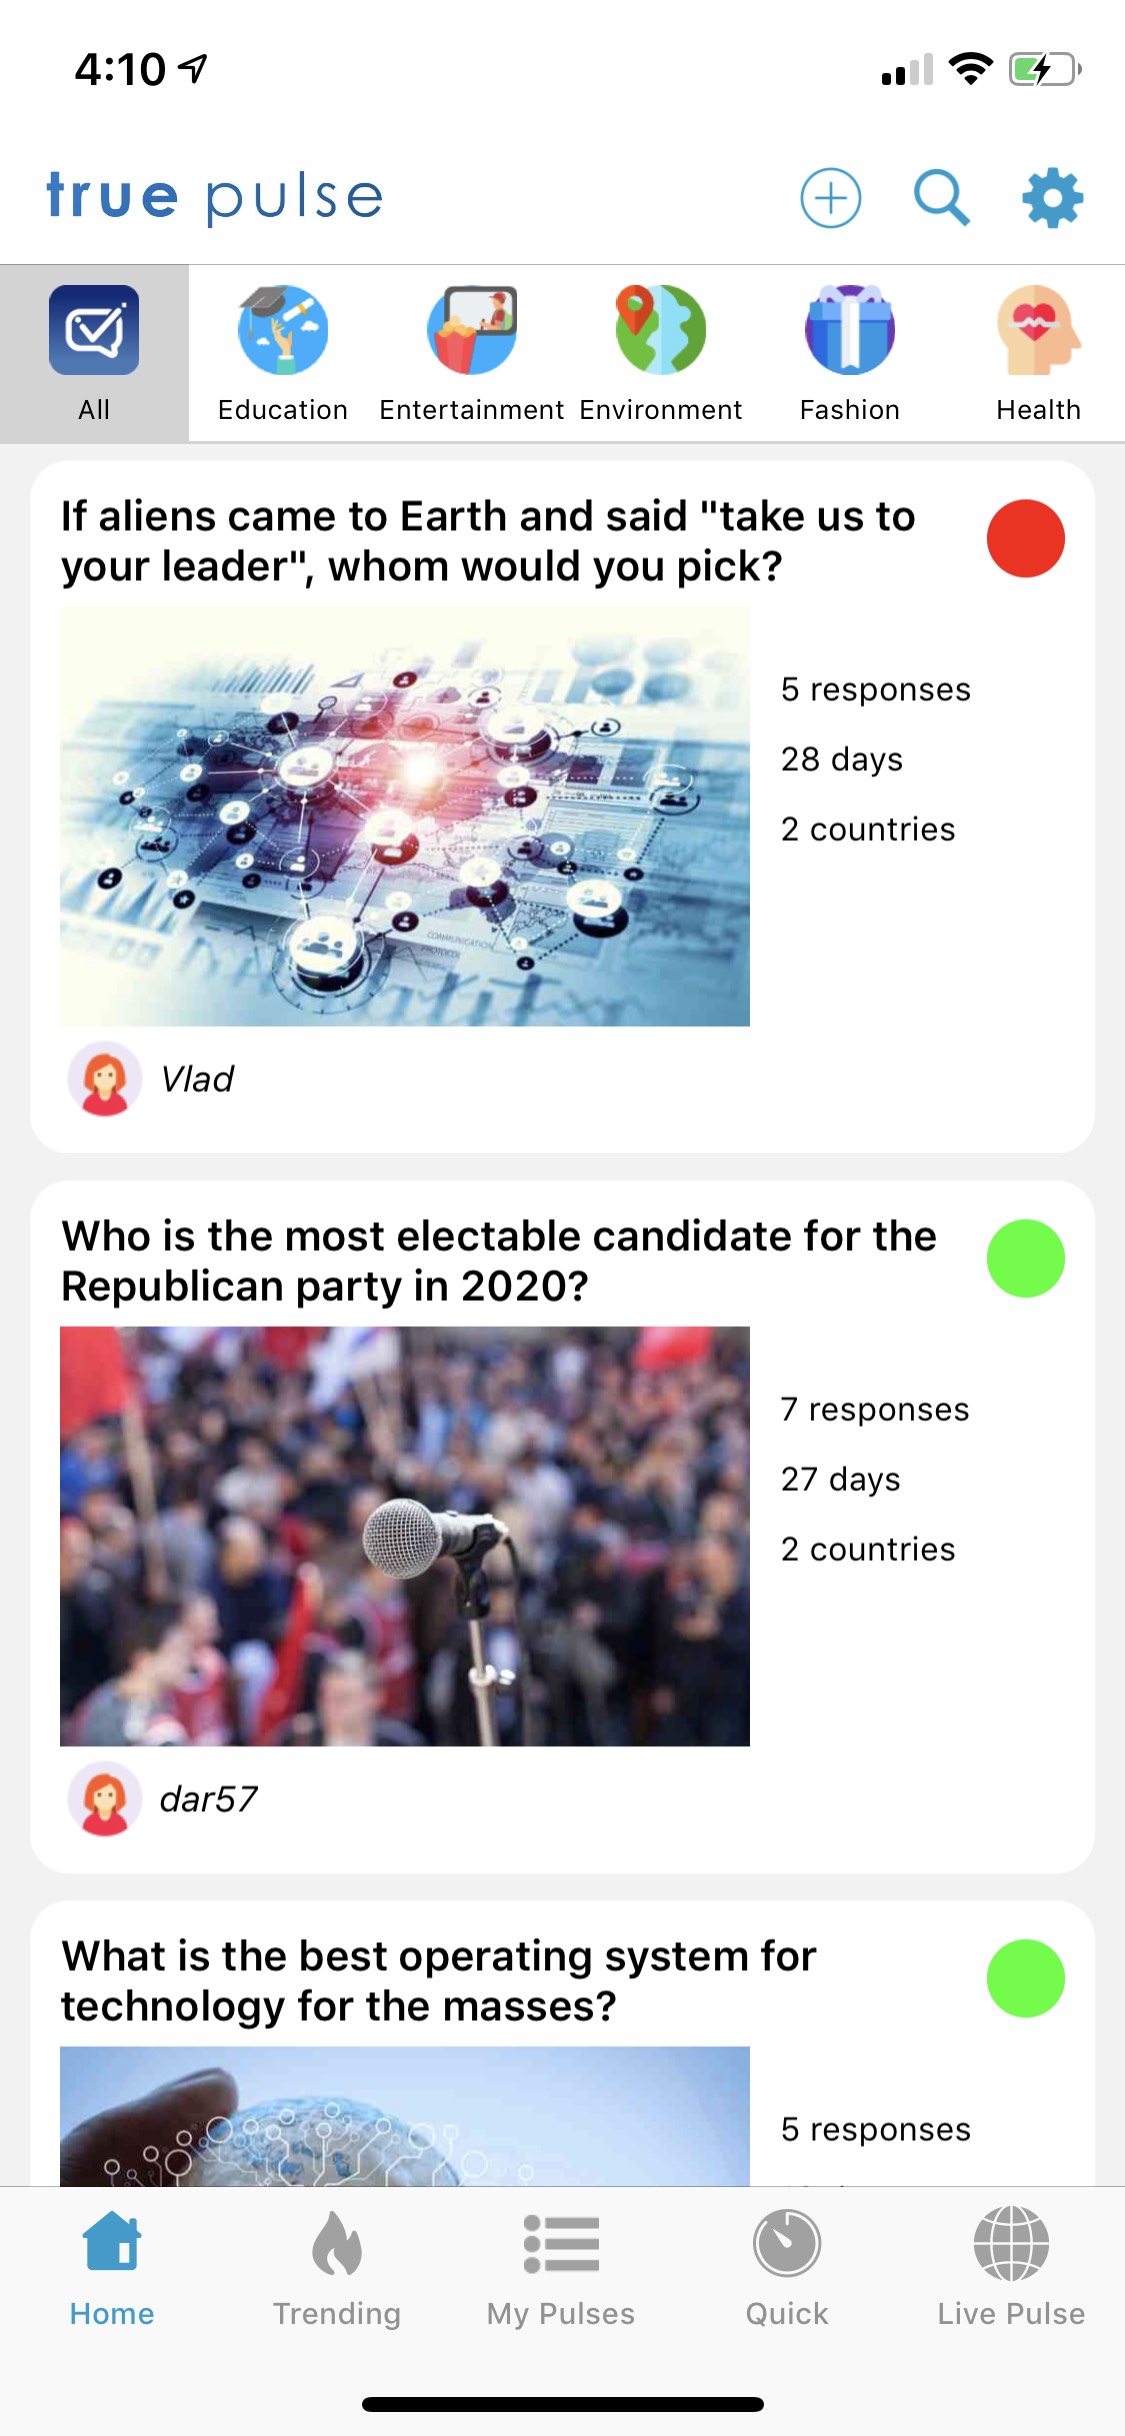 4:10
true pulse
All
Education
Entertainment
Environment
Fashion
Health
If aliens came to Earth and said "take us to
your leader", whom would you pick?
5 responses
28 days
2 countries
COMMUNICATION
PROTOCOL
Vlad
Who is the most electable candidate for the
Republican party in 2020?
7 responses
27 days
2 countries
dar57
What is the best operating system for
technology for the masses?
5 responses
Home
Trending
My Pulses
Quick
Live Pulse